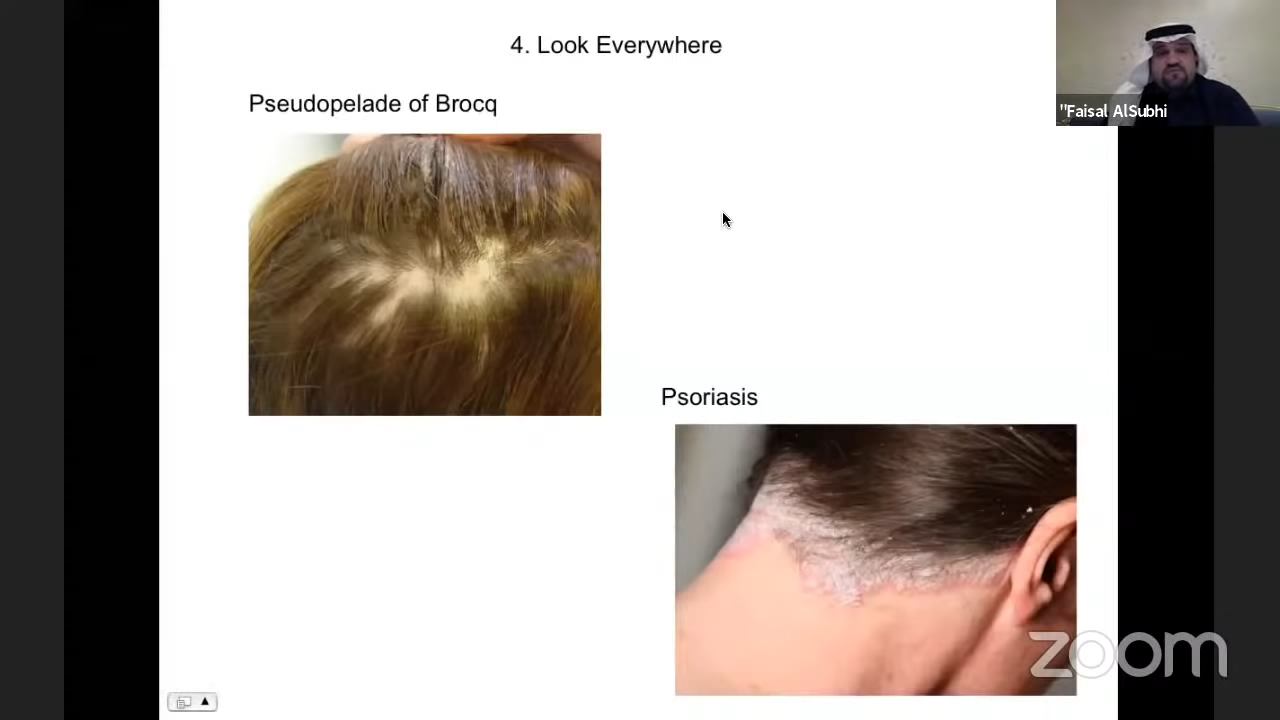 4. Look Everywhere
Pseudopelade of Brocq
"Faisal AlSubhi
Psoriasis
zoom